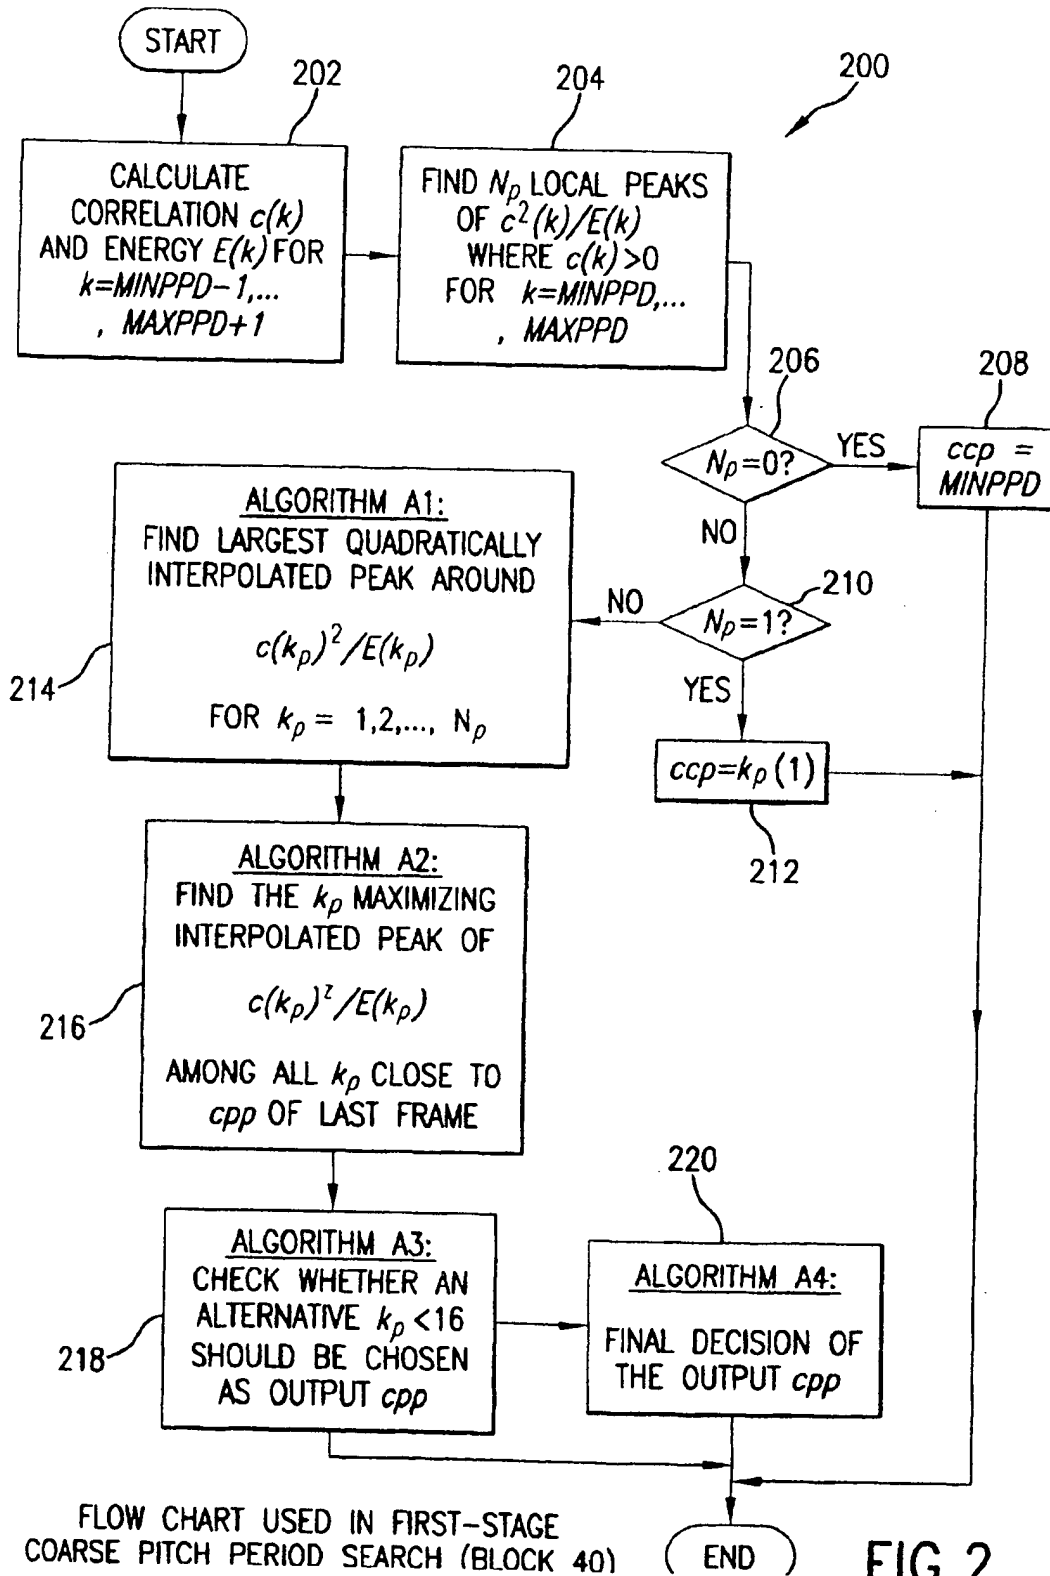 START
202
204
200
CALCULATE
CORRELATION c(k)
AND ENERGY E(k) FOR
k=MINPPD-1,...
, MAXPPD+1
FIND Nₚ LOCAL PEAKS
OF c²(k)/E(k)
WHERE c(k)>0
FOR k=MINPPD,...
, MAXPPD
206
208
Nₚ=0?
YES
ccp =
MINPPD
NO
210
Nₚ=1?
NO
YES
ccp=kₚ(1)
212
ALGORITHM A1:
FIND LARGEST QUADRATICALLY
INTERPOLATED PEAK AROUND
c(kₚ)²/E(kₚ)
FOR kₚ = 1,2,..., Nₚ
214
ALGORITHM A2:
FIND THE kₚ MAXIMIZING
INTERPOLATED PEAK OF
c(kₚ)²/E(kₚ)
AMONG ALL kₚ CLOSE TO
cpp OF LAST FRAME
216
220
ALGORITHM A3:
CHECK WHETHER AN
ALTERNATIVE kₚ<16
SHOULD BE CHOSEN
AS OUTPUT cpp
218
ALGORITHM A4:
FINAL DECISION OF
THE OUTPUT cpp
FLOW CHART USED IN FIRST-STAGE
COARSE PITCH PERIOD SEARCH (BLOCK 40)
END
FIG.2